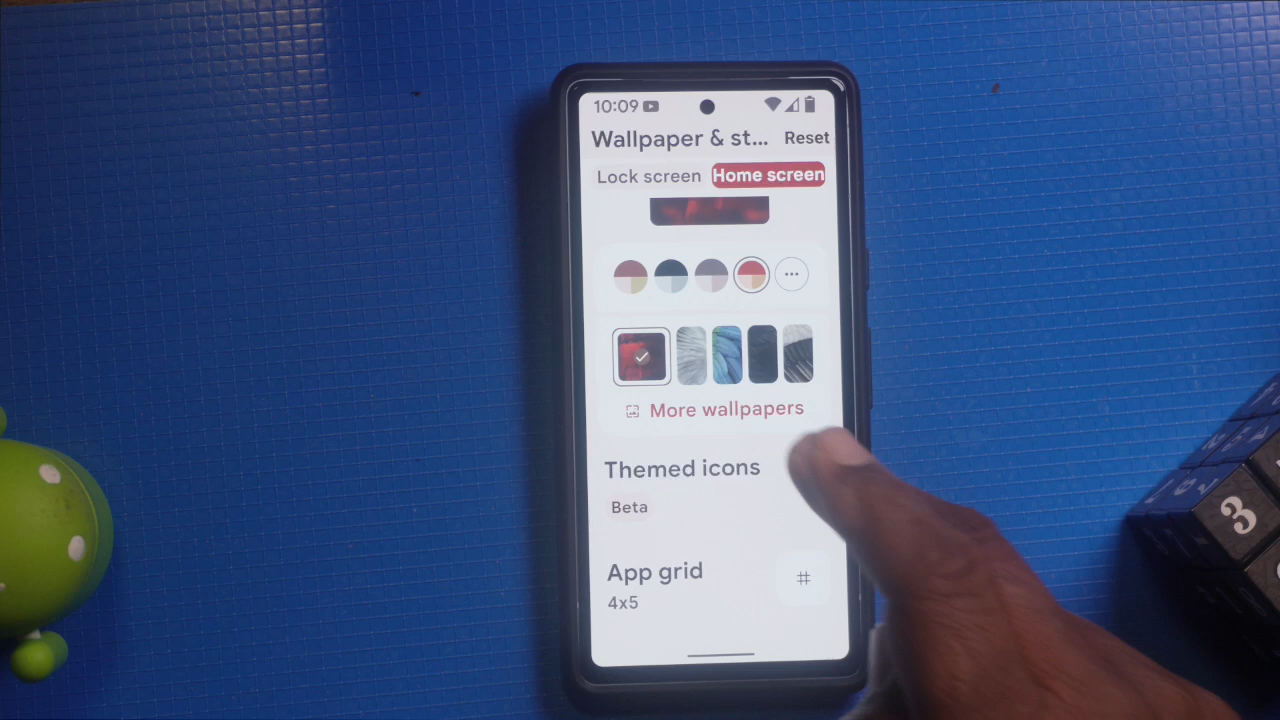 10:09
Wallpaper & st... Reset
Lock screen Home screen
More wallpapers
Themed icons
Beta
App grid
4x5
3